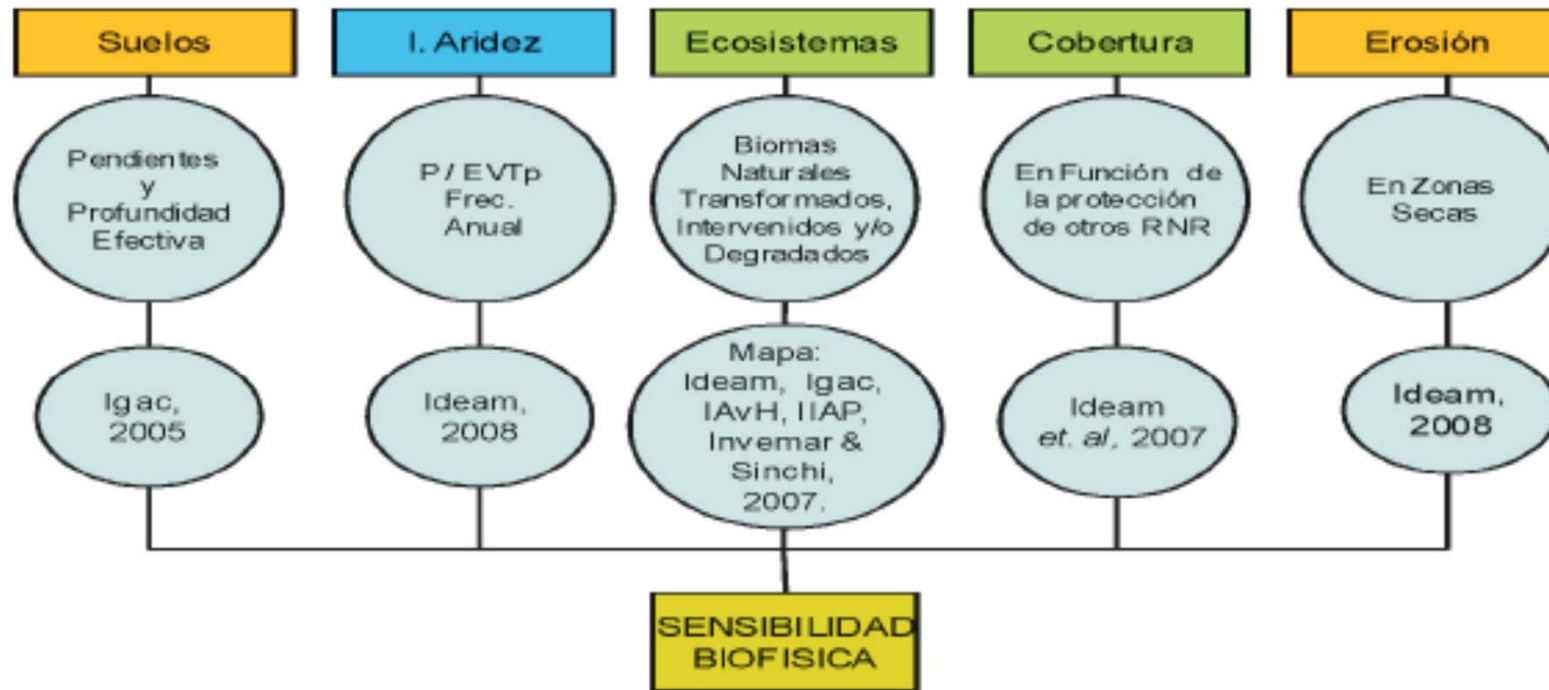 Suelos
I. Aridez
Ecosistemas
Cobertura
Erosión
Pendientes
y
Profundidad
Efectiva
P / EVTp
Frec.
Anual
Biomas
Naturales
Transformados,
Intervenidos y/o
Degradados
En Función de
la protección
de otros RNR
En Zonas
Secas
Igac,
2005
Ideam,
2008
Mapa:
Ideam, Igac,
IAvH, IIAP,
Invemar &
Sinchi,
2007.
Ideam
et. al, 2007
Ideam,
2008
SENSIBILIDAD
BIOFISICA